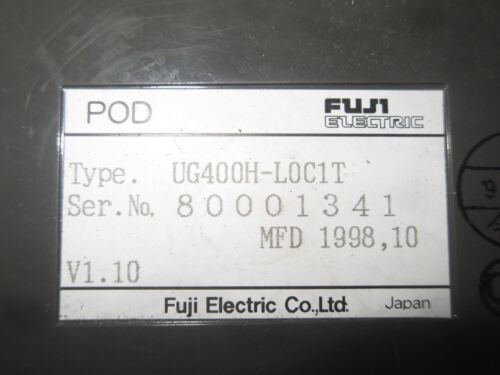 POD
FUJI
ELECTRIC
Type. UG400H-LOC1T
Ser.No. 80001341
MFD 1998,10
V1.10
Fuji Electric Co.,Ltd. Japan